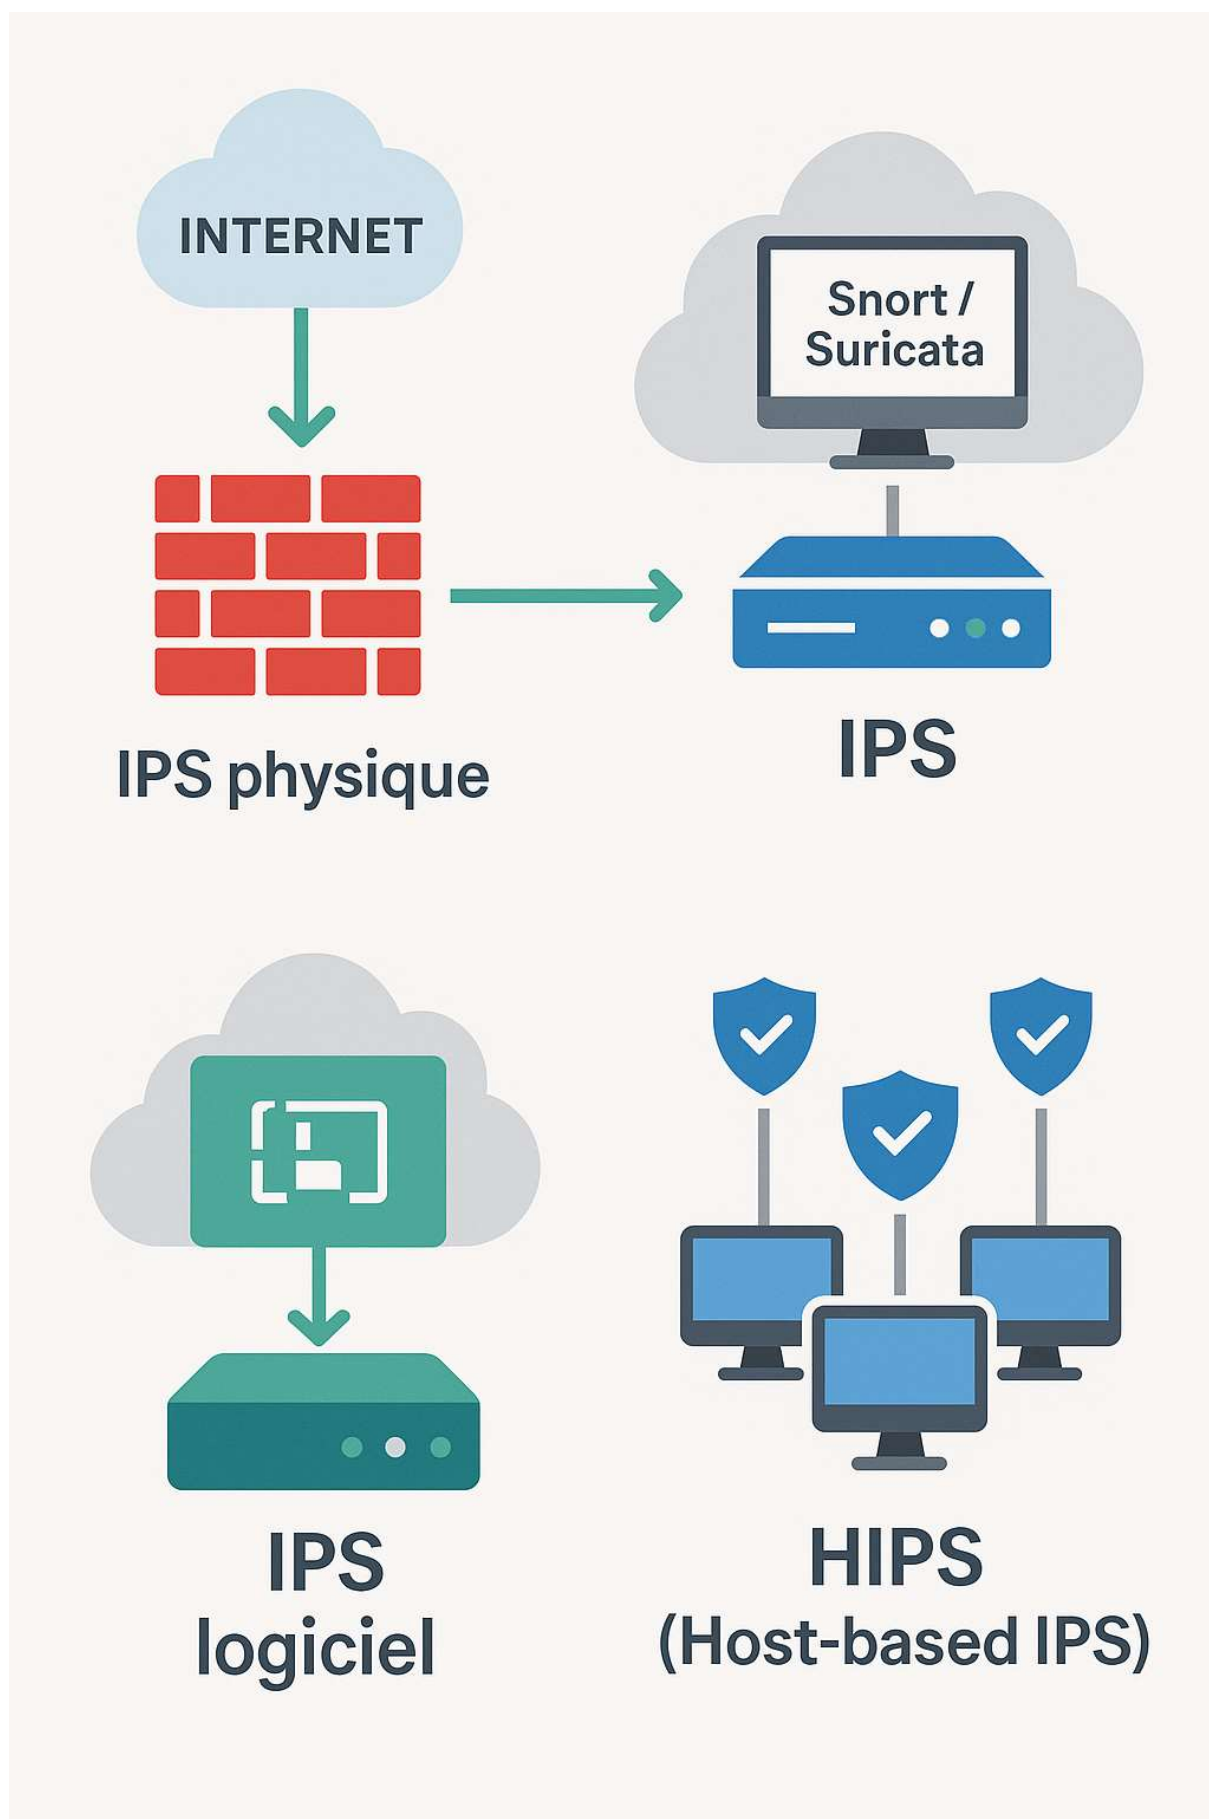 INTERNET
Snort /
Suricata
IPS physique
IPS
IPS
logiciel
HIPS
(Host-based IPS)